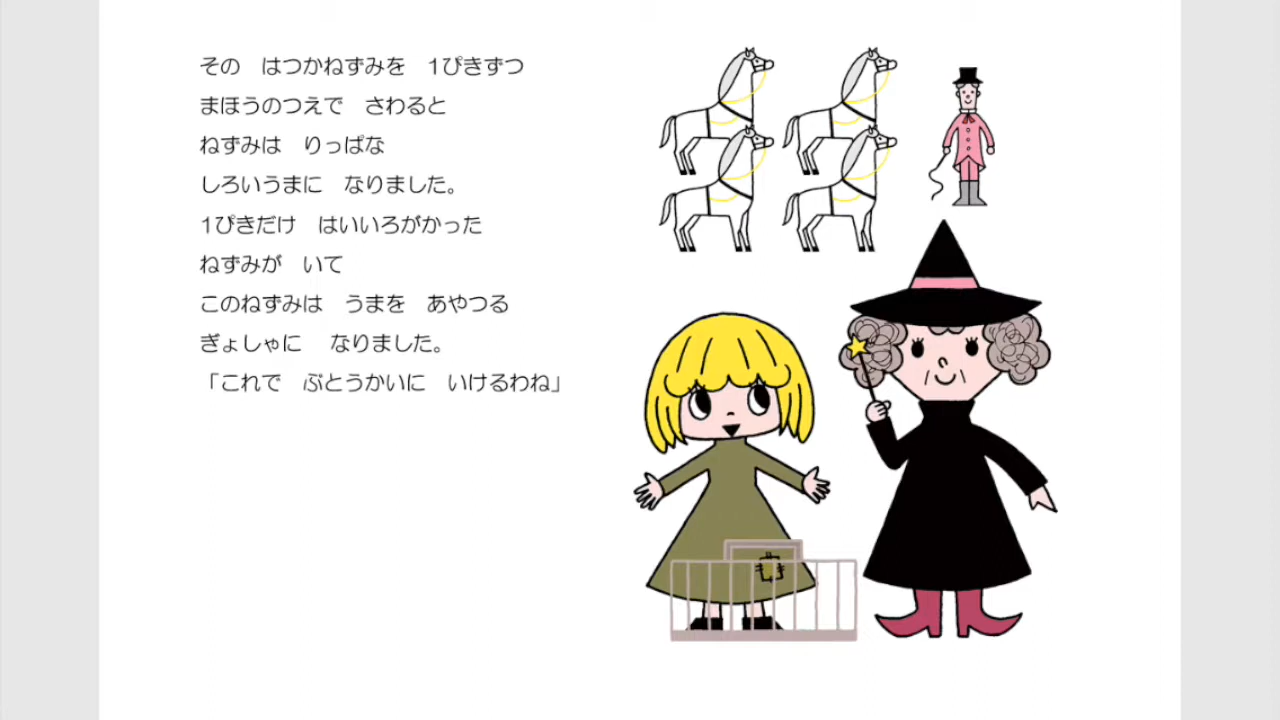 その　はつかねずみを　1ぴきずつ
まほうのつえで　さわると
ねずみは　りっぱな
しろいうまに　なりました。
1ぴきだけ　はいいろがかった
ねずみが　いて
このねずみは　うまを　あやつる
ぎょしゃに　なりました。
「これで　ぶとうかいに　いけるわね」